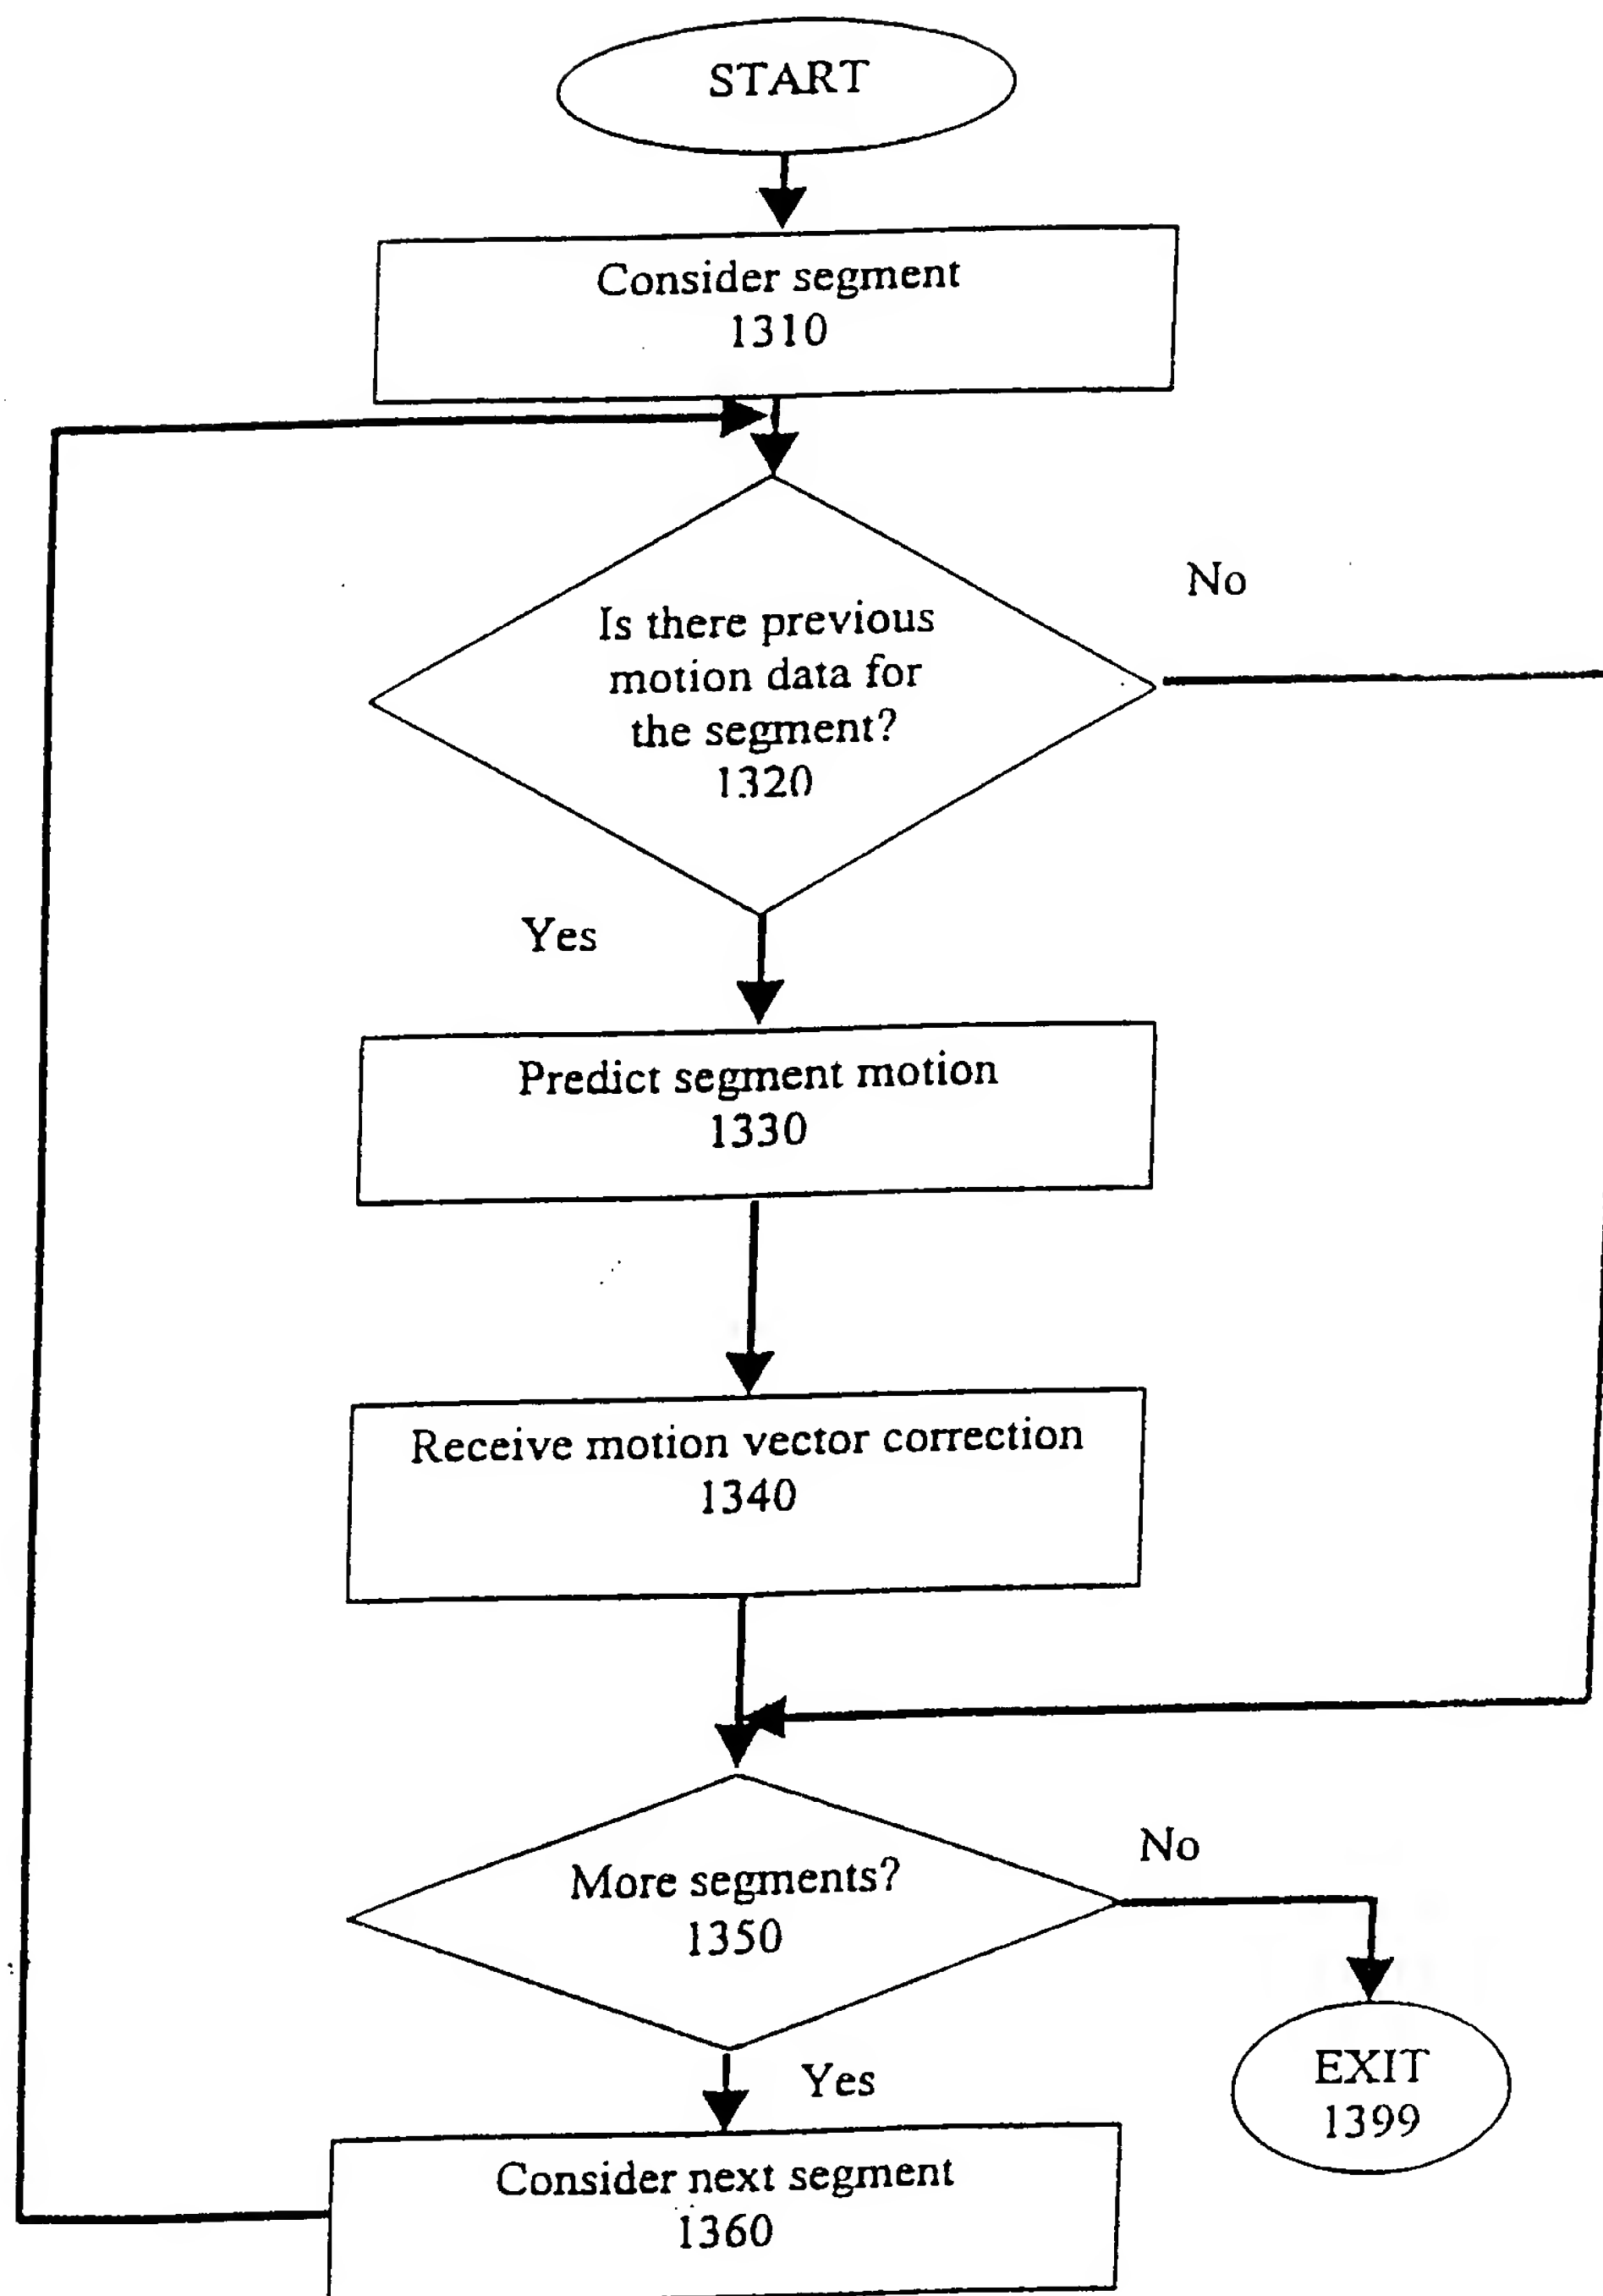 START
Consider segment
1310
No
Is there previous
motion data for
the segment?
1320
Yes
Predict segment motion
1330
Receive motion vector correction
1340
No
More segments?
1350
Yes
EXIT
1399
Consider next segment
1360